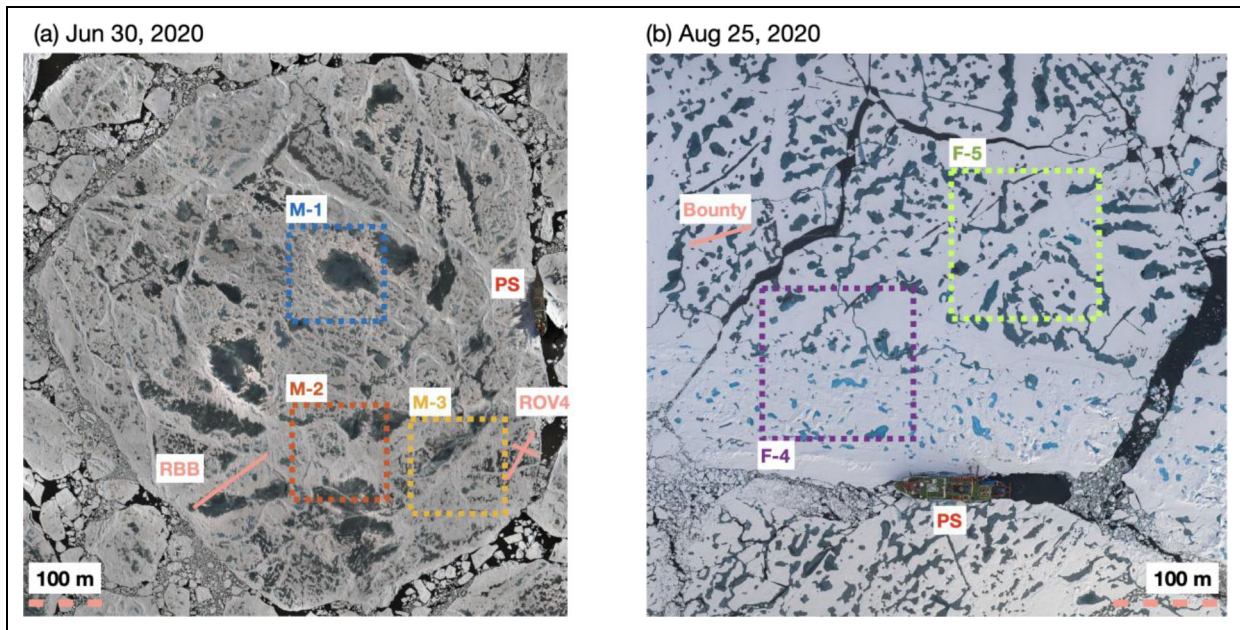 (a) Jun 30, 2020
(b) Aug 25, 2020
M-1
PS
M-2
M-3
ROV4
RBB
100 m
F-5
Bounty
F-4
PS
100 m